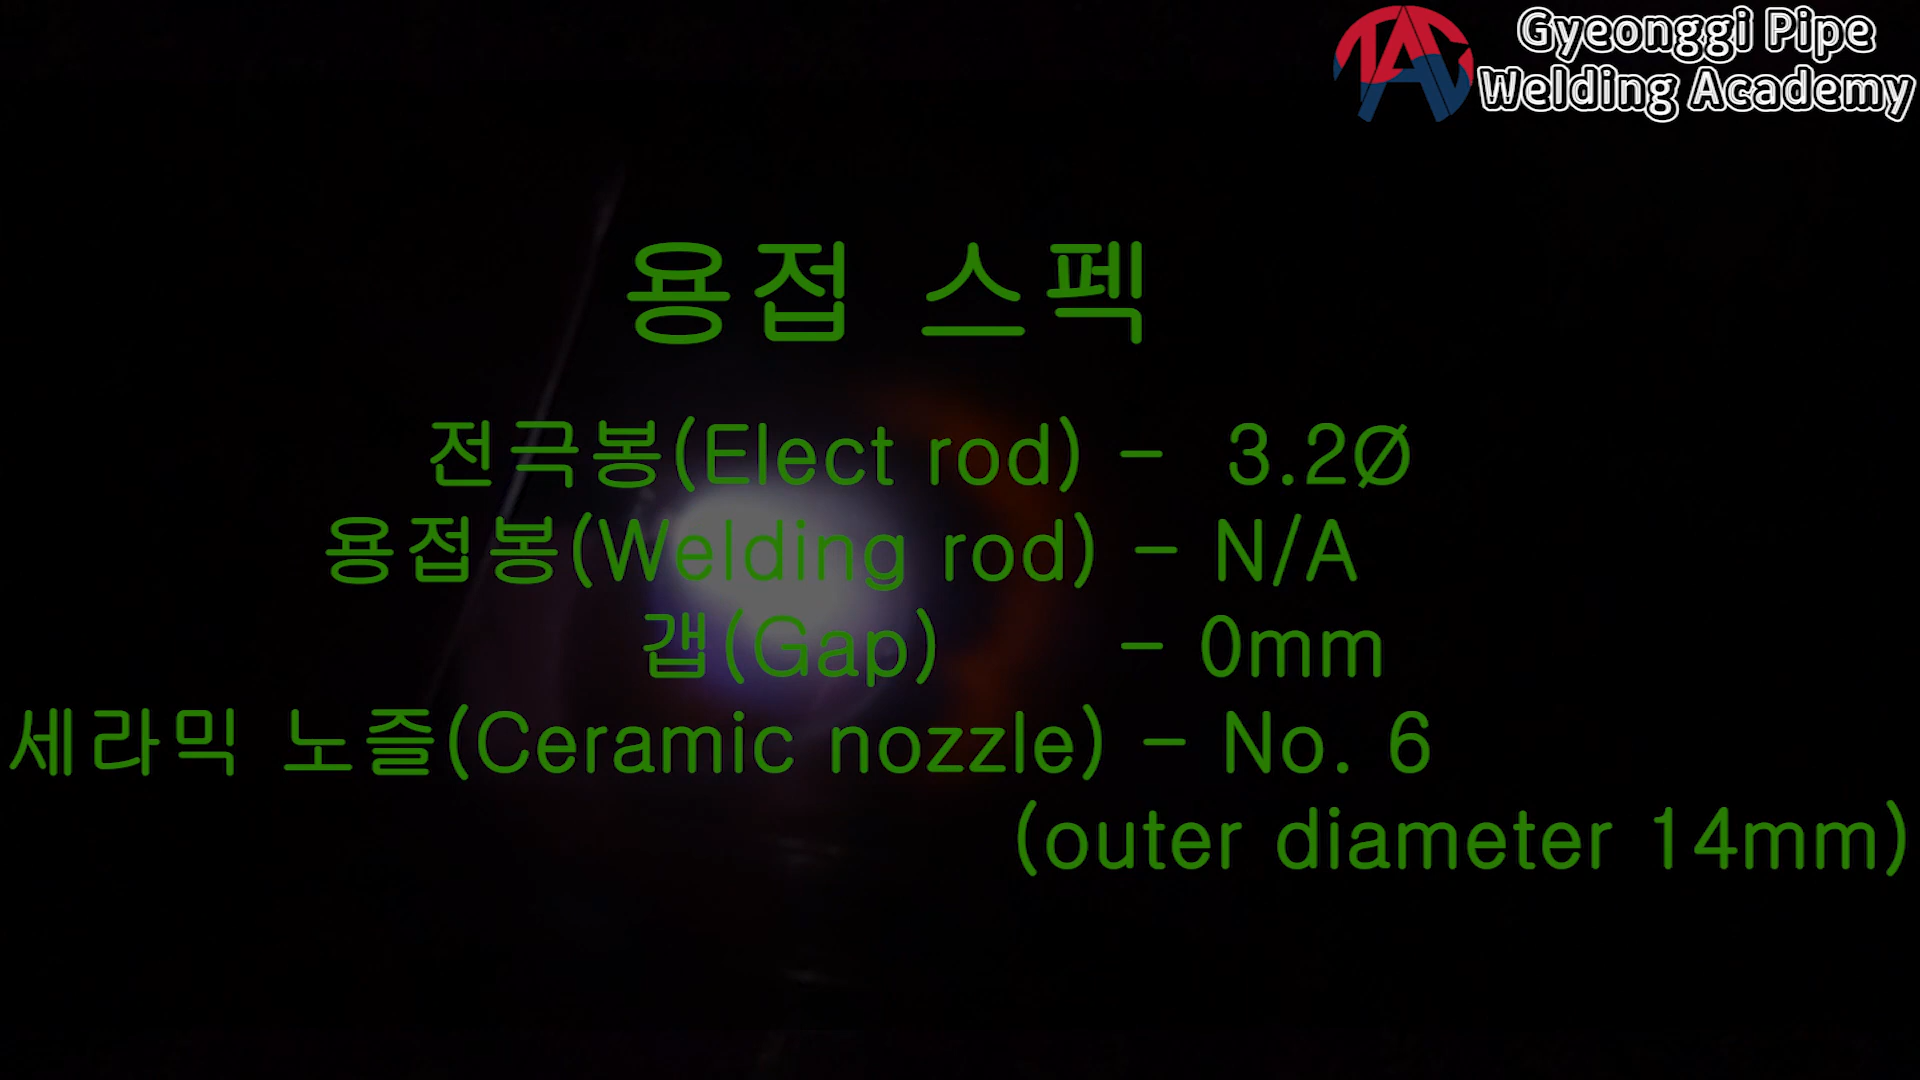 Gyeonggi Pipe
Welding Academy
용접 스펙
전극봉(Elect rod) - 3.2Ø
용접봉(Welding rod) - N/A
갭(Gap) - 0mm
세라믹 노즐(Ceramic nozzle) - No. 6
(outer diameter 14mm)